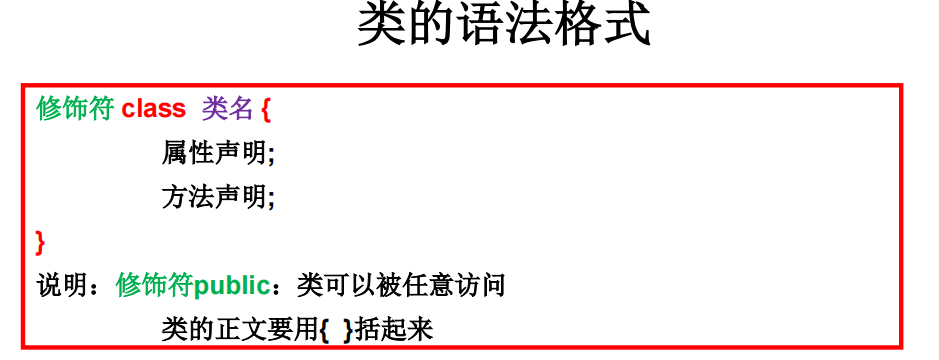 类的语法格式
修饰符 class 类名 {
属性声明;
方法声明;
}
说明：修饰符public：类可以被任意访问
类的正文要用{ }括起来